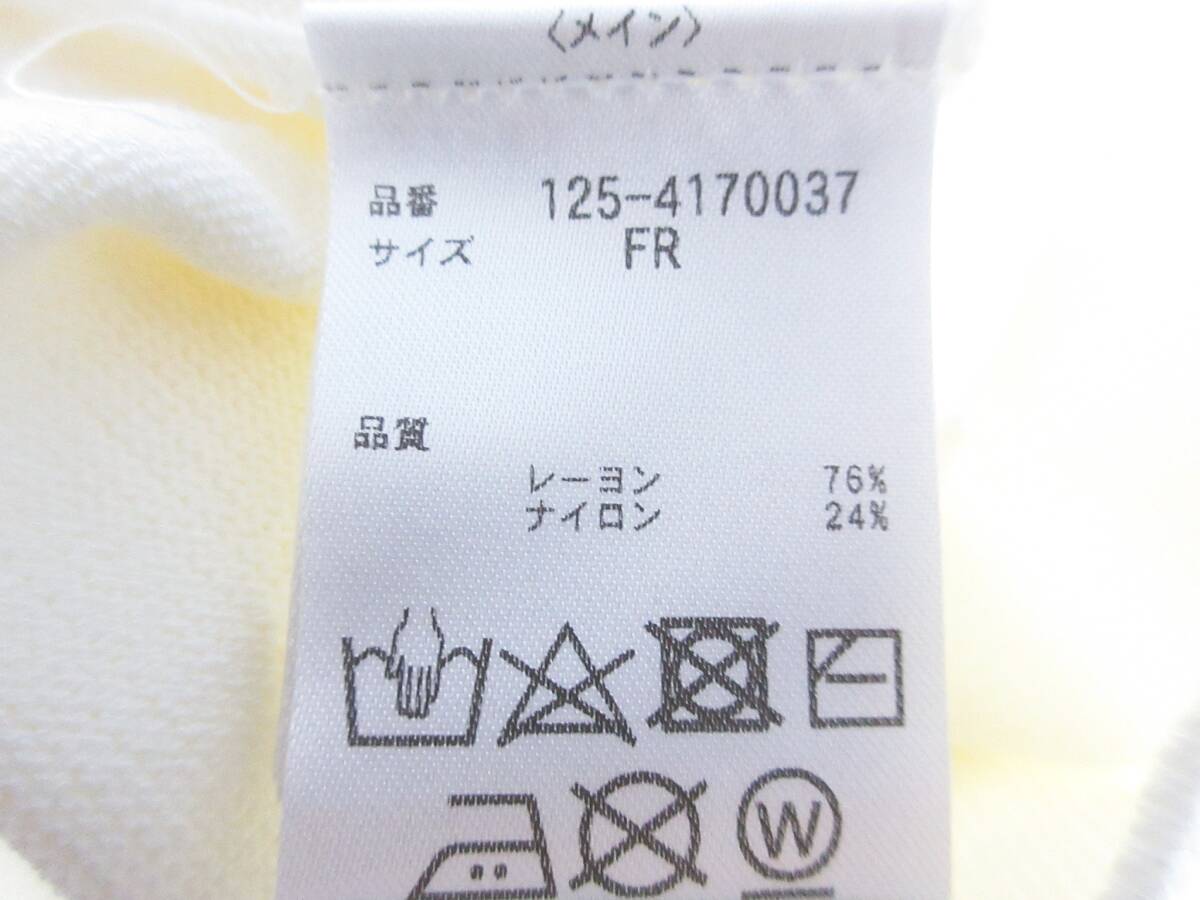 〈メイン〉
品番 125-4170037
サイズ FR
品質
レーヨン 76%
ナイロン 24%
W